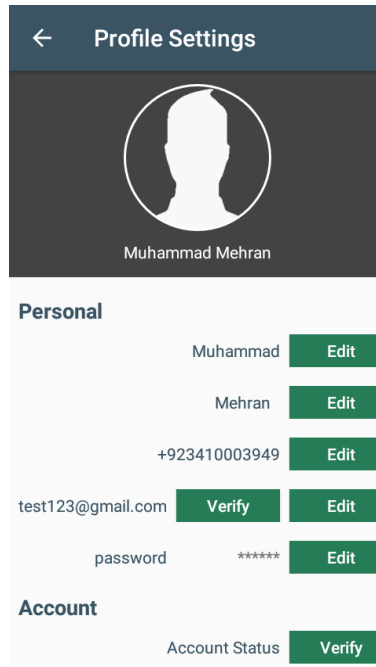 Profile Settings
Muhammad Mehran
Personal
Muhammad Edit
Mehran Edit
+923410003949 Edit
test123@gmail.com Verify Edit
password ****** Edit
Account
Account Status Verify